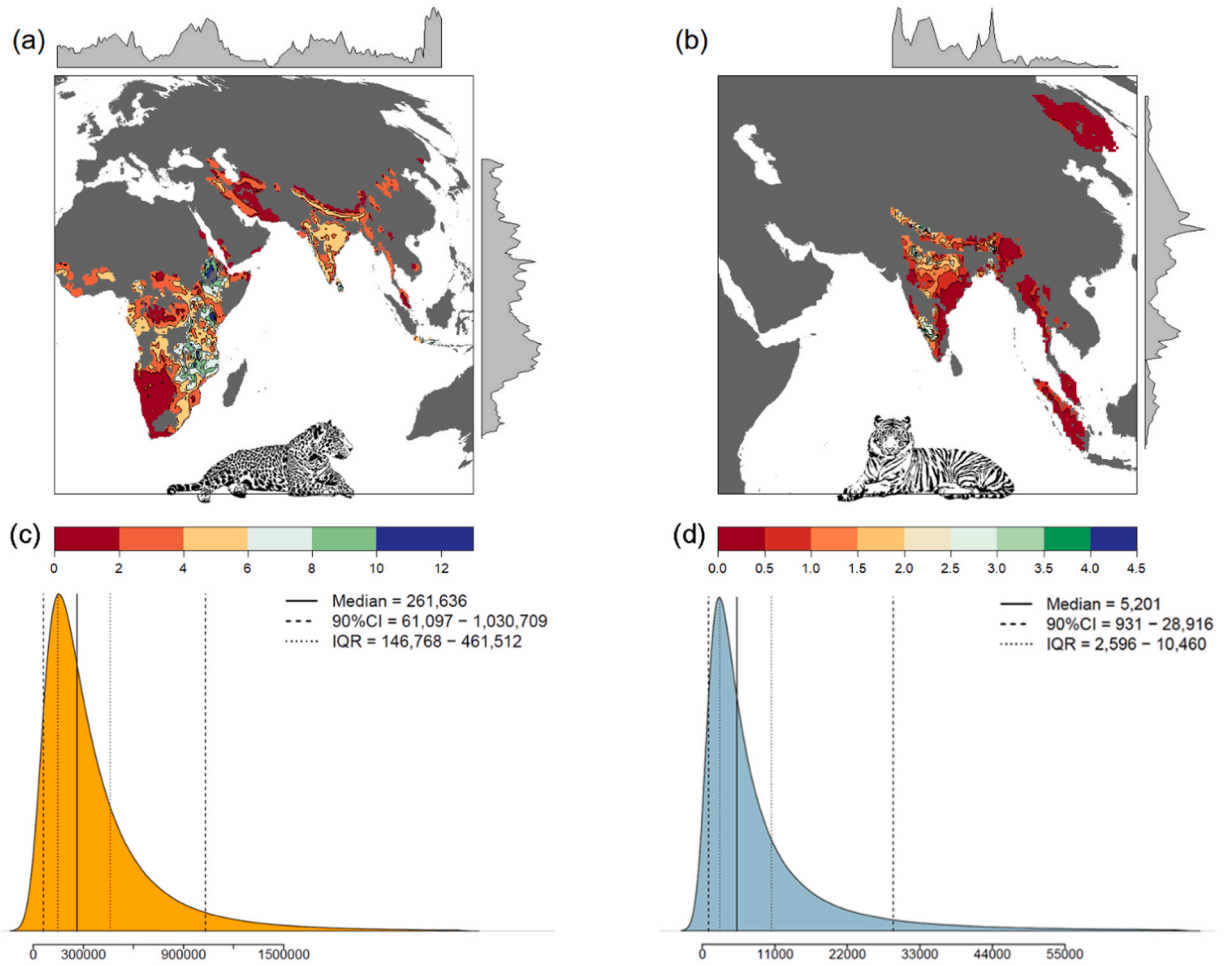 (a)
(b)
(c)
0 2 4 6 8 10 12
(d)
0.0 0.5 1.0 1.5 2.0 2.5 3.0 3.5 4.0 4.5
Median = 261,636
90%CI = 61,097 − 1,030,709
IQR = 146,768 − 461,512
Median = 5,201
90%CI = 931 − 28,916
IQR = 2,596 − 10,460
0 300000 900000 1500000
0 11000 22000 33000 44000 55000